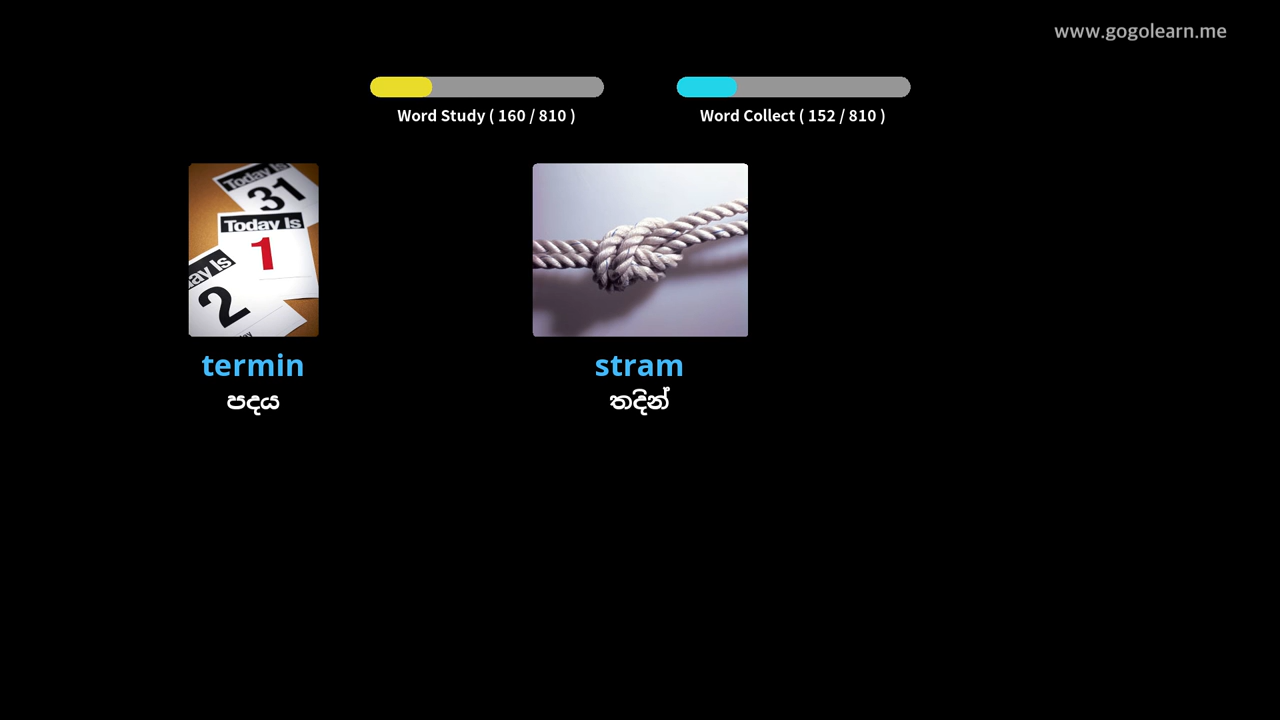 www.gogolearn.me
Word Study ( 160 / 810 )
Word Collect ( 152 / 810 )
Today Is
31
Today Is
1
ay Is
2
termin
stram
පදය
තදින්